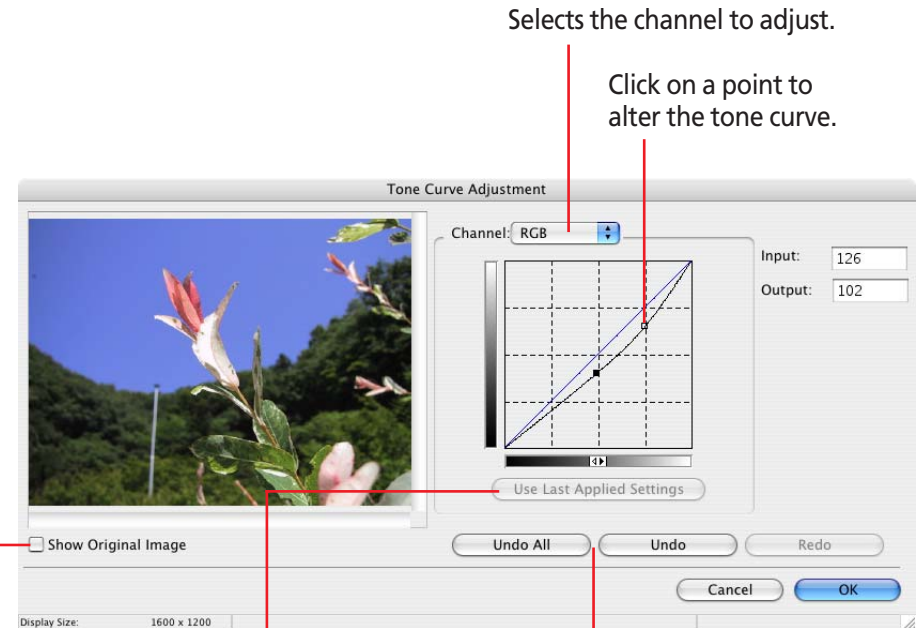 Selects the channel to adjust.
Click on a point to
alter the tone curve.
Tone Curve Adjustment
Channel: RGB
Input: 126
Output: 102
Use Last Applied Settings
Show Original Image
Undo All
Undo
Redo
Cancel
OK
Display Size: 1600 x 1200